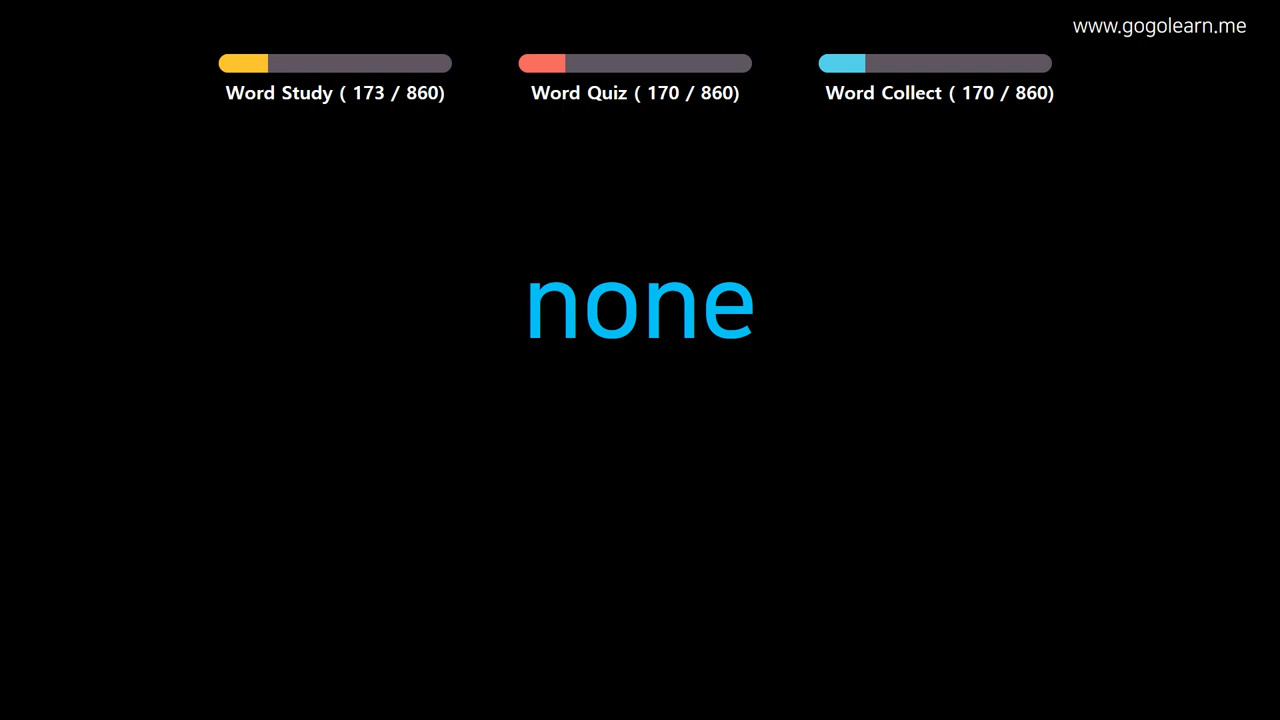 www.gogolearn.me
Word Study ( 173 / 860)
Word Quiz ( 170 / 860)
Word Collect ( 170 / 860)
none